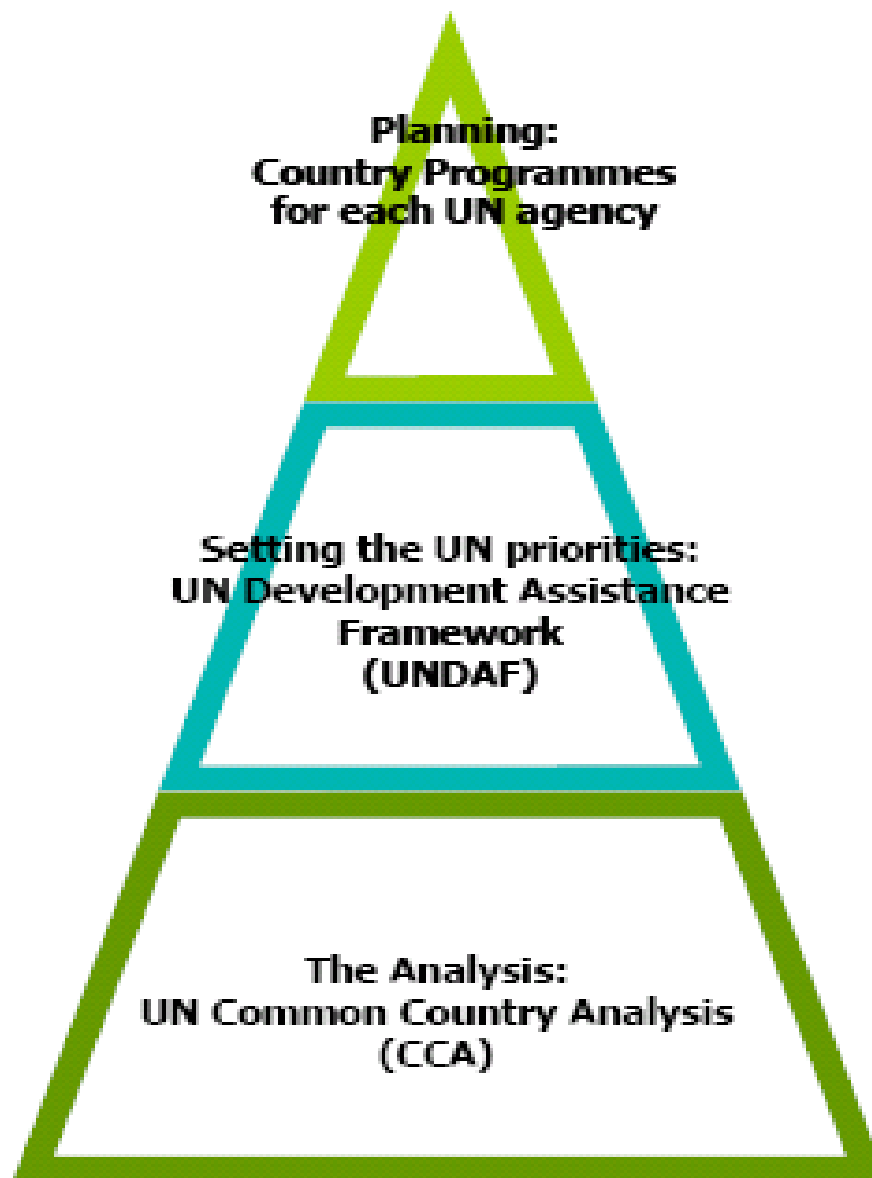 Planning:
Country Programmes
for each UN agency
Setting the UN priorities:
UN Development Assistance
Framework
(UNDAF)
The Analysis:
UN Common Country Analysis
(CCA)